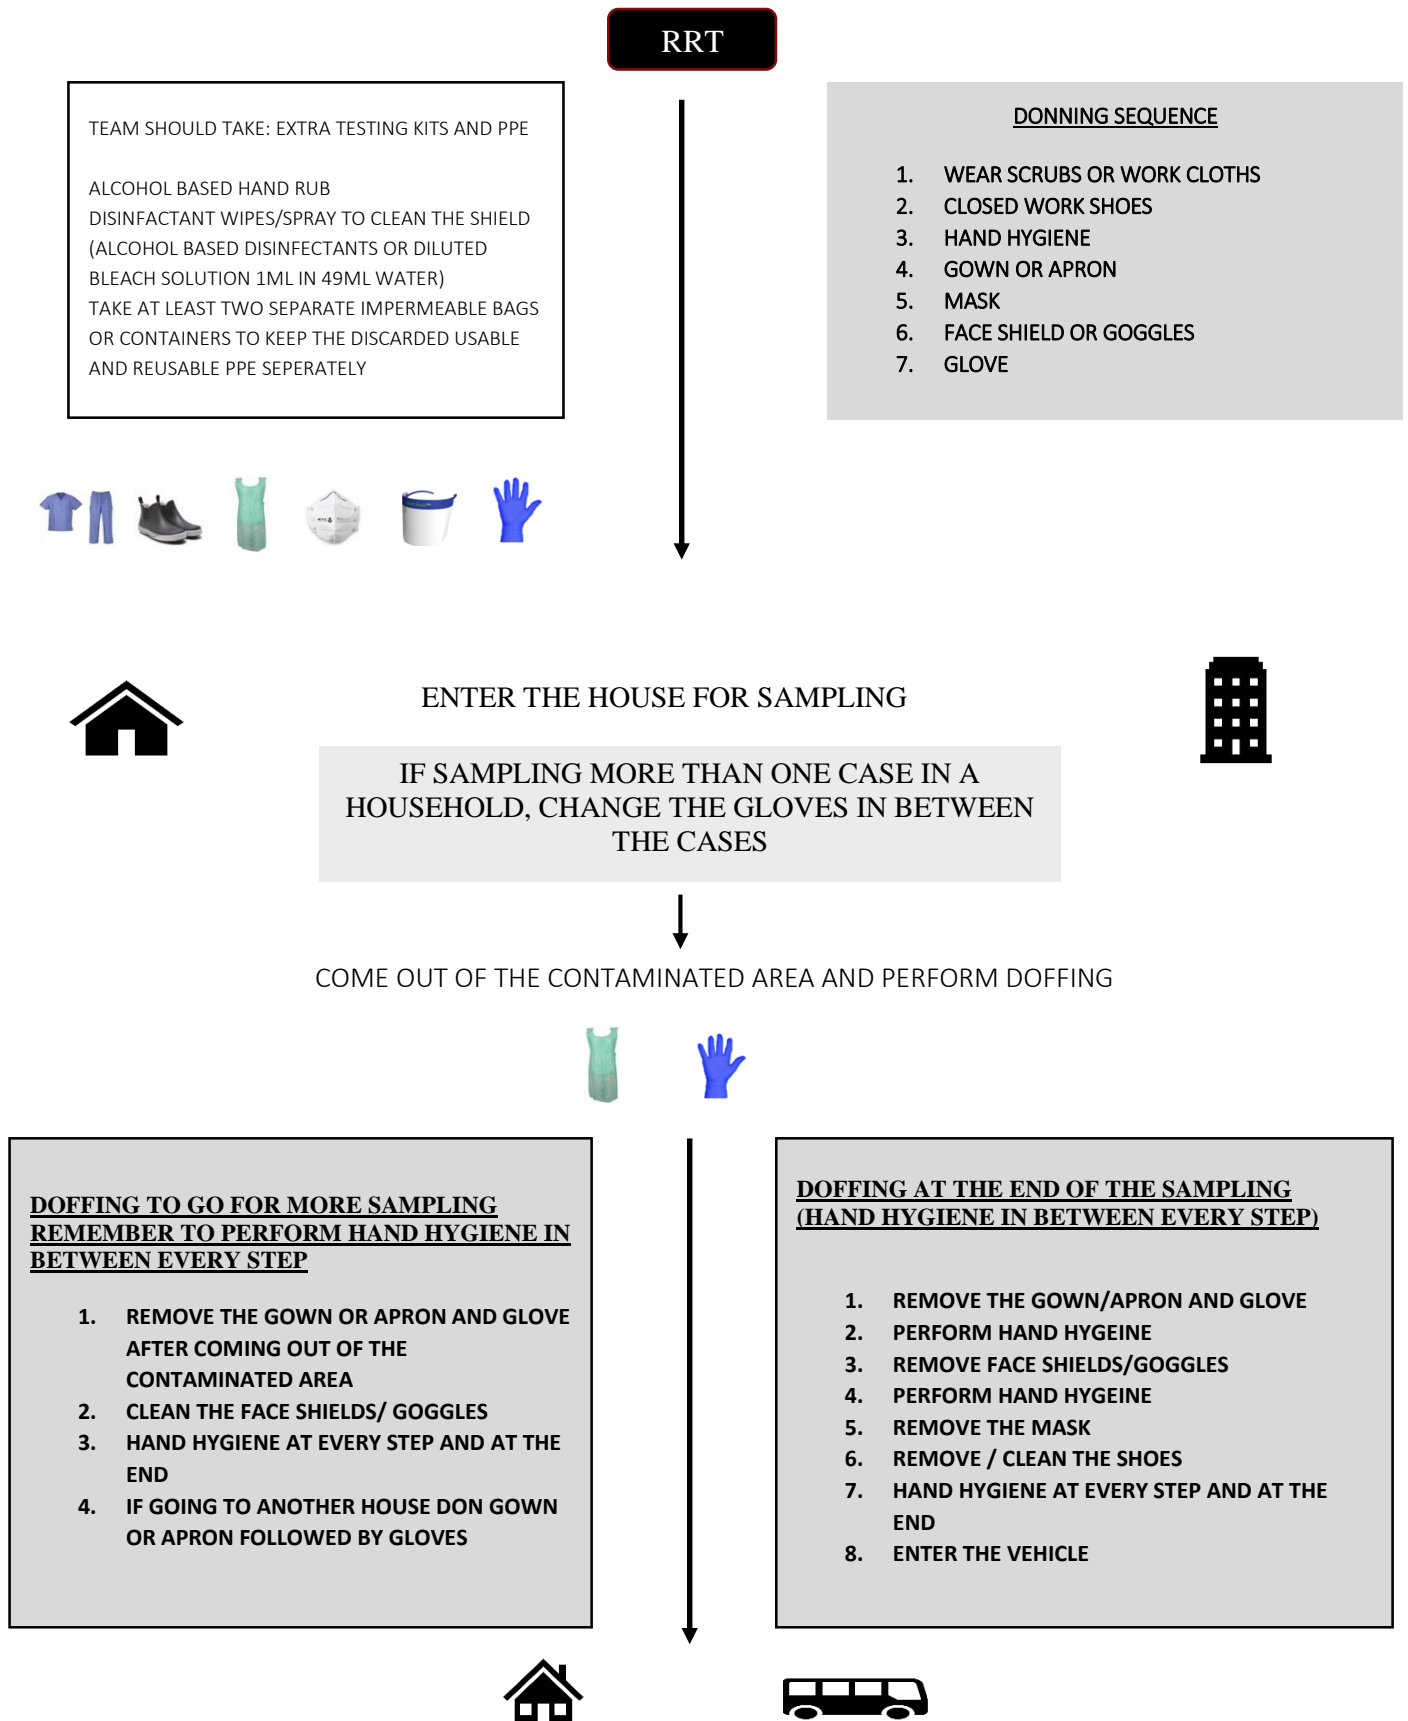 RRT
TEAM SHOULD TAKE: EXTRA TESTING KITS AND PPE
ALCOHOL BASED HAND RUB
DISINFACTANT WIPES/SPRAY TO CLEAN THE SHIELD
(ALCOHOL BASED DISINFECTANTS OR DILUTED
BLEACH SOLUTION 1ML IN 49ML WATER)
TAKE AT LEAST TWO SEPARATE IMPERMEABLE BAGS
OR CONTAINERS TO KEEP THE DISCARDED USABLE
AND REUSABLE PPE SEPERATELY
DONNING SEQUENCE
1. WEAR SCRUBS OR WORK CLOTHS
2. CLOSED WORK SHOES
3. HAND HYGIENE
4. GOWN OR APRON
5. MASK
6. FACE SHIELD OR GOGGLES
7. GLOVE
ENTER THE HOUSE FOR SAMPLING
IF SAMPLING MORE THAN ONE CASE IN A
HOUSEHOLD, CHANGE THE GLOVES IN BETWEEN
THE CASES
COME OUT OF THE CONTAMINATED AREA AND PERFORM DOFFING
DOFFING TO GO FOR MORE SAMPLING
REMEMBER TO PERFORM HAND HYGIENE IN
BETWEEN EVERY STEP
1. REMOVE THE GOWN OR APRON AND GLOVE
AFTER COMING OUT OF THE
CONTAMINATED AREA
2. CLEAN THE FACE SHIELDS/ GOGGLES
3. HAND HYGIENE AT EVERY STEP AND AT THE
END
4. IF GOING TO ANOTHER HOUSE DON GOWN
OR APRON FOLLOWED BY GLOVES
DOFFING AT THE END OF THE SAMPLING
(HAND HYGIENE IN BETWEEN EVERY STEP)
1. REMOVE THE GOWN/APRON AND GLOVE
2. PERFORM HAND HYGEINE
3. REMOVE FACE SHIELDS/GOGGLES
4. PERFORM HAND HYGEINE
5. REMOVE THE MASK
6. REMOVE / CLEAN THE SHOES
7. HAND HYGIENE AT EVERY STEP AND AT THE
END
8. ENTER THE VEHICLE